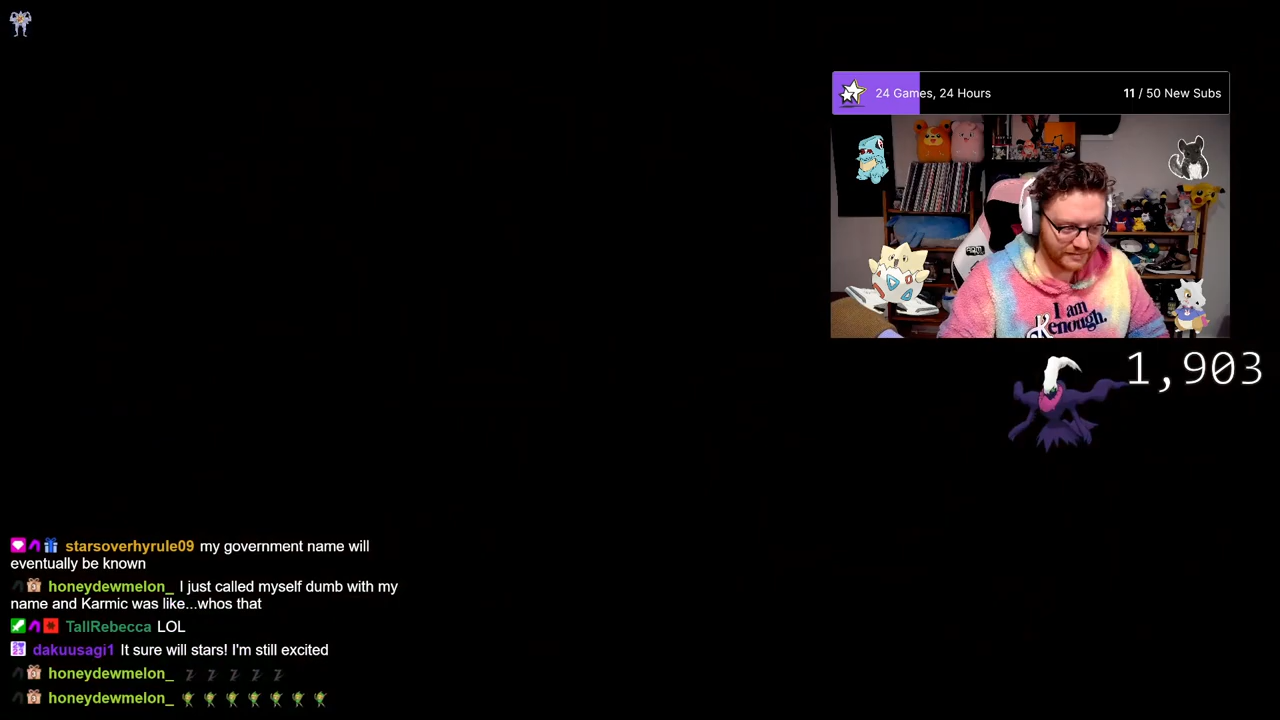 24 Games, 24 Hours 11 / 50 New Subs
I am
Kenough.
1,903
starsoverhyrule09 my government name will
eventually be known
honeydewmelon_ I just called myself dumb with my
name and Karmic was like...whos that
TallRebecca LOL
dakuusagi1 It sure will stars! I'm still excited
honeydewmelon_ z z z z z
honeydewmelon_